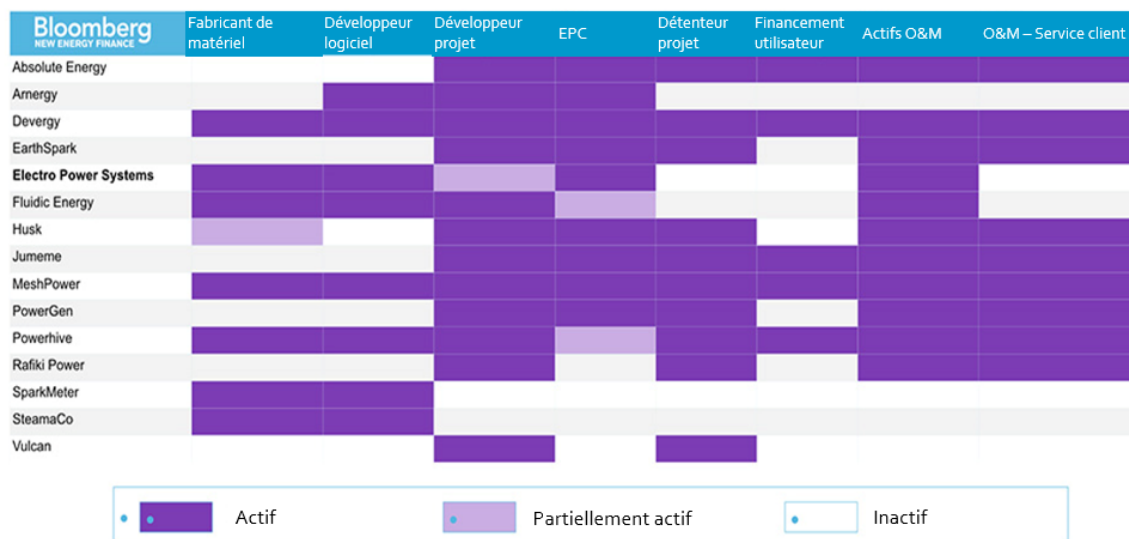 Bloomberg
NEW ENERGY FINANCE
Fabricant de
matériel
Développeur
logiciel
Développeur
projet
EPC
Détenteur
projet
Financement
utilisateur
Actifs O&M
O&M – Service client
Absolute Energy
Arnergy
Devergy
EarthSpark
Electro Power Systems
Fluidic Energy
Husk
Jumeme
MeshPower
PowerGen
Powerhive
Rafiki Power
SparkMeter
SteamaCo
Vulcan
Actif
Partiellement actif
Inactif